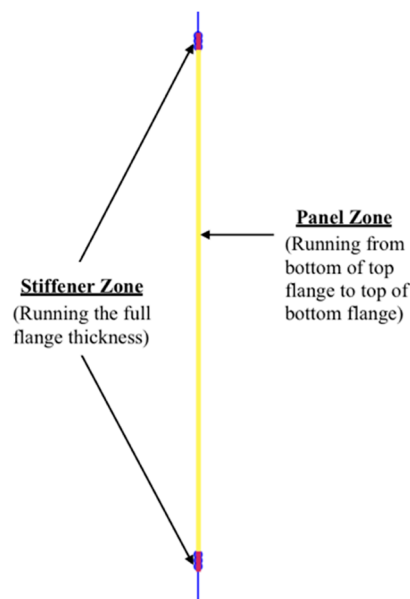 Panel Zone
(Running from
bottom of top
flange to top of
bottom flange)
Stiffener Zone
(Running the full
flange thickness)